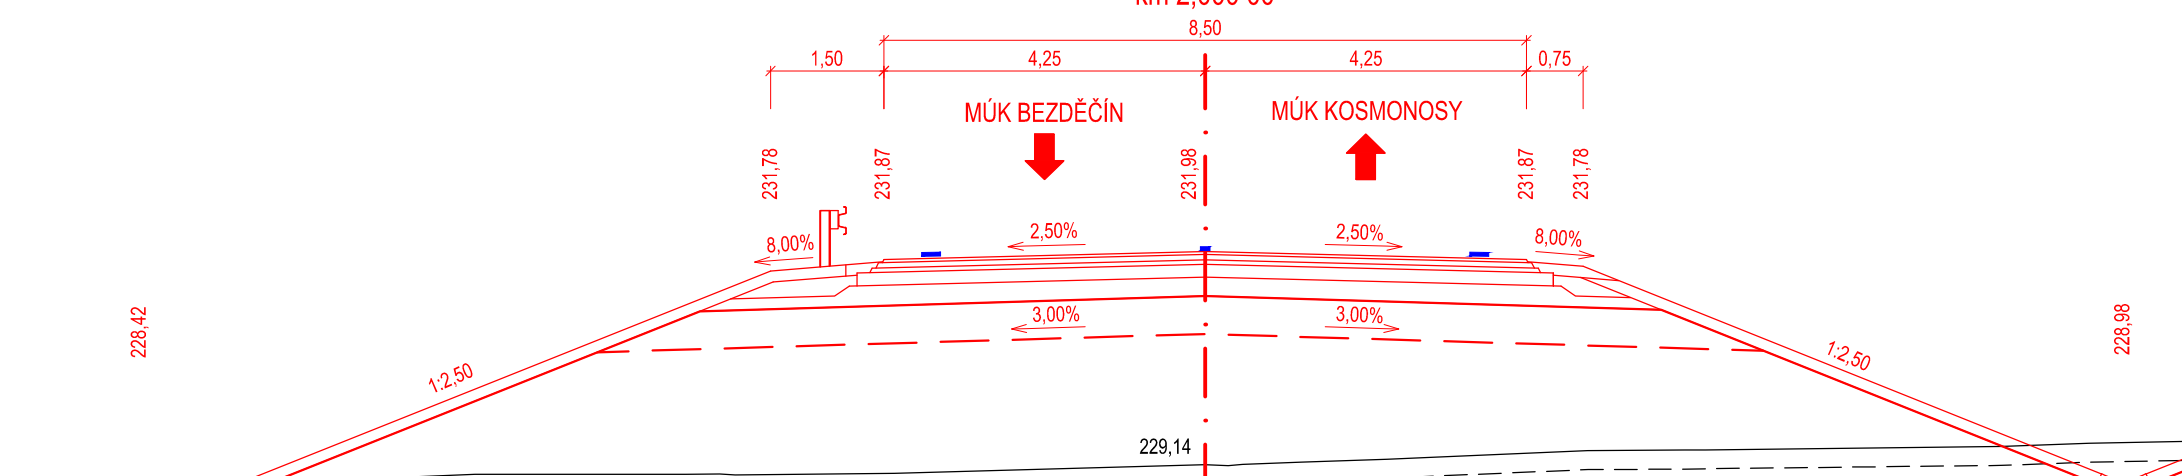 8,50
1,50 4,25 4,25 0,75
MÚK BEZDĚČÍN MÚK KOSMONOSY
231,78 231,87 231,98 231,87 231,78
8,00% 2,50% 2,50% 8,00%
228,42 3,00% 3,00% 228,98
1:2,50 1:2,50
229,14